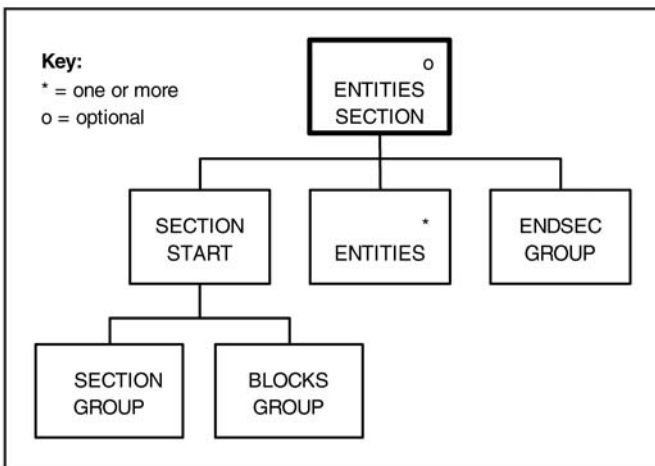 Key:
* = one or more
o = optional
o
ENTITIES
SECTION
SECTION
START
*
ENTITIES
ENDSEC
GROUP
SECTION
GROUP
BLOCKS
GROUP